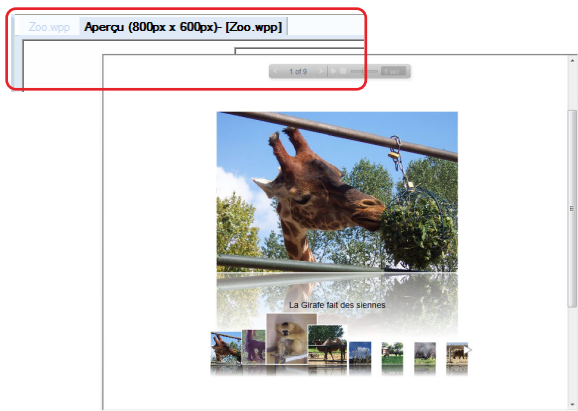 Zoo.wpp
Aperçu (800px x 600px)- [Zoo.wpp]
1 of 9
La Girafe fait des siennes